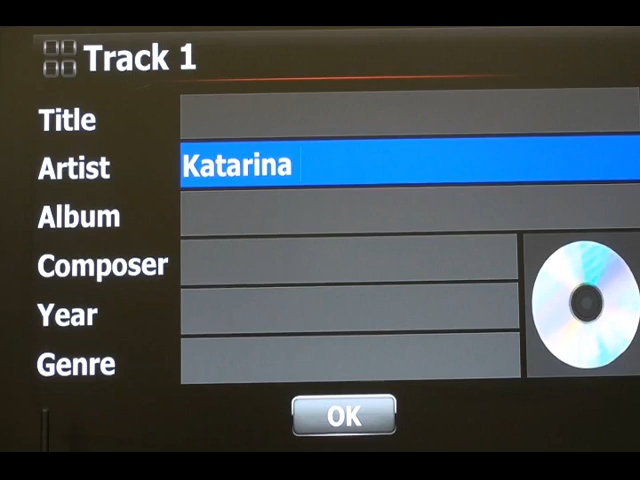 Track 1
Title
Artist Katarina
Album
Composer
Year
Genre
OK